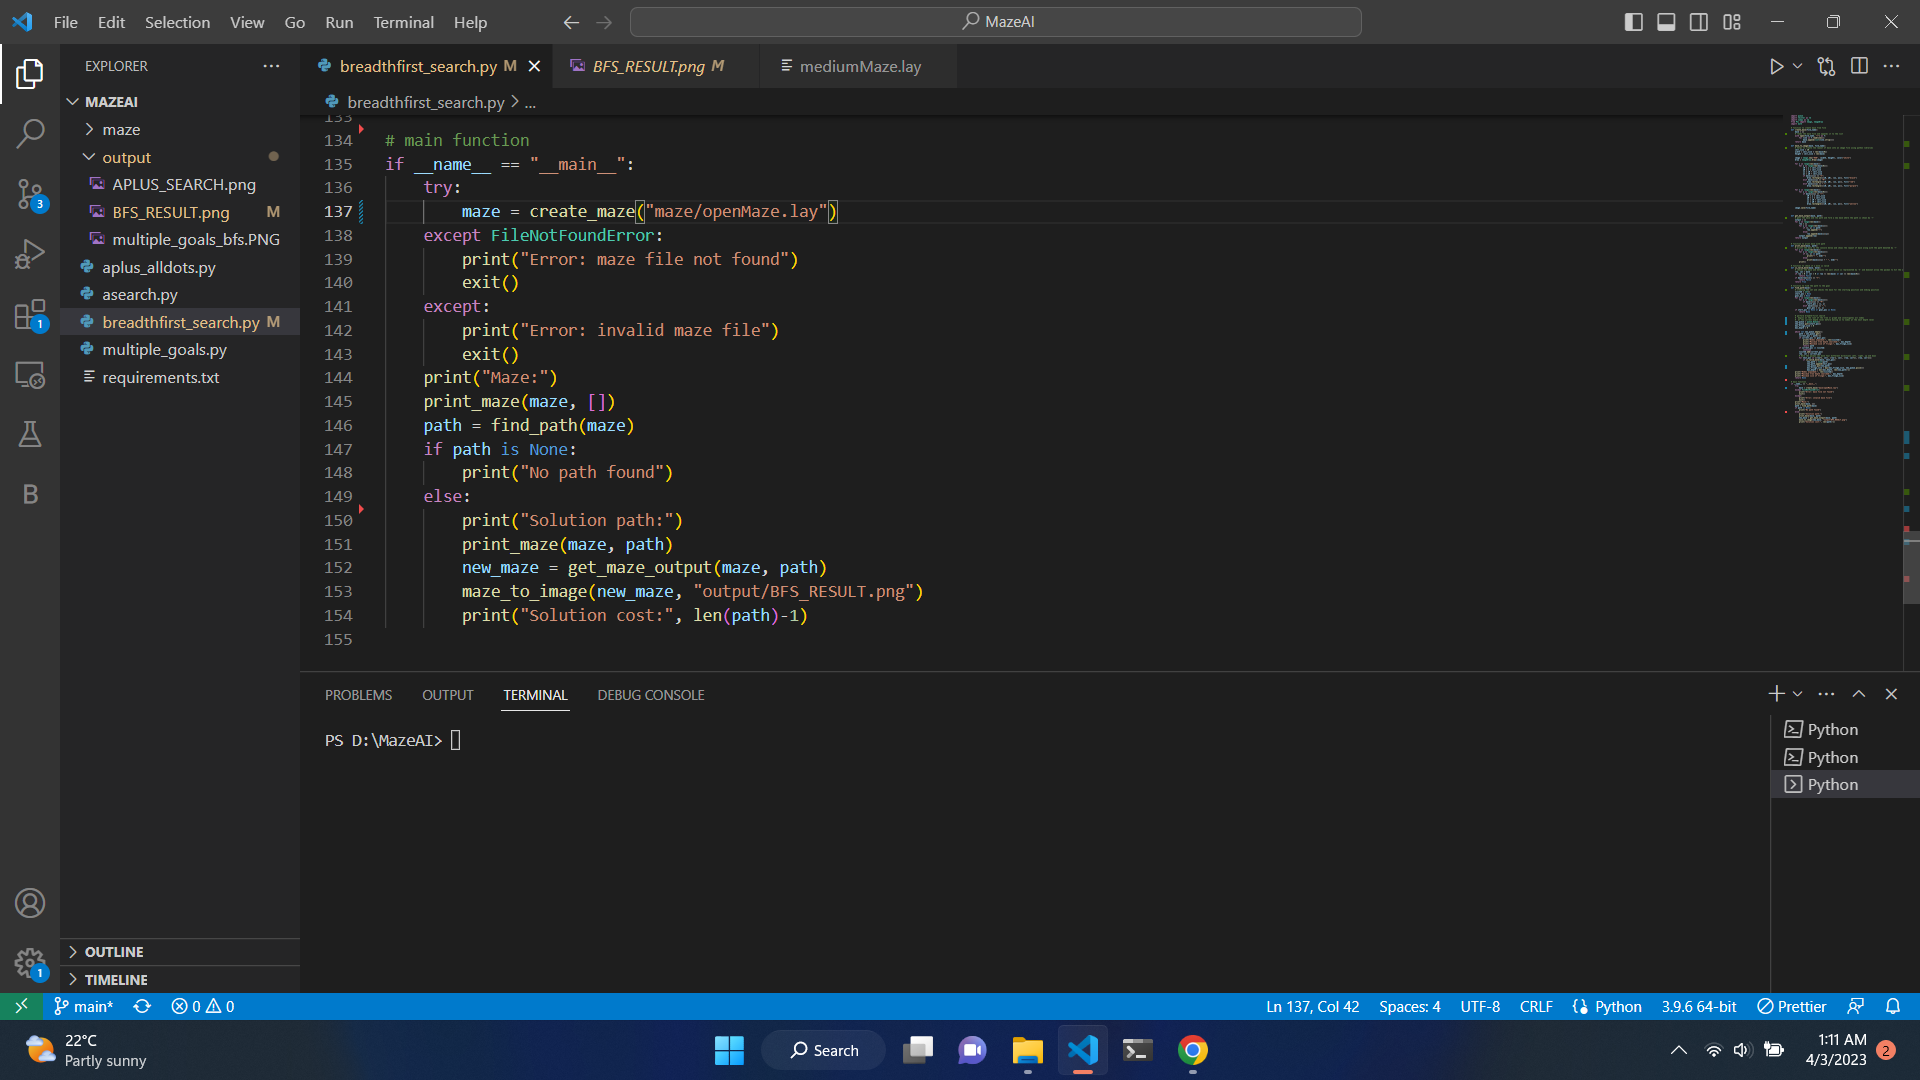 File Edit Selection View Go Run Terminal Help
MazeAI
EXPLORER
MAZEAI
maze
output
APLUS_SEARCH.png
BFS_RESULT.png M
multiple_goals_bfs.PNG
aplus_alldots.py
asearch.py
breadthfirst_search.py M
multiple_goals.py
requirements.txt
OUTLINE
TIMELINE
3
1
B
1
breadthfirst_search.py M
BFS_RESULT.png M
mediumMaze.lay
breadthfirst_search.py > ...
133
134 # main function
135 if __name__ == "__main__":
136 try:
137 maze = create_maze("maze/openMaze.lay")
138 except FileNotFoundError:
139 print("Error: maze file not found")
140 exit()
141 except:
142 print("Error: invalid maze file")
143 exit()
144 print("Maze:")
145 print_maze(maze, [])
146 path = find_path(maze)
147 if path is None:
148 print("No path found")
149 else:
150 print("Solution path:")
151 print_maze(maze, path)
152 new_maze = get_maze_output(maze, path)
153 maze_to_image(new_maze, "output/BFS_RESULT.png")
154 print("Solution cost:", len(path)-1)
155
PROBLEMS OUTPUT TERMINAL DEBUG CONSOLE
PS D:\MazeAI>
Python
Python
Python
main* 0 0
Ln 137, Col 42 Spaces: 4 UTF-8 CRLF Python 3.9.6 64-bit Prettier
22°C
Partly sunny
Search
1:11 AM
4/3/2023
2